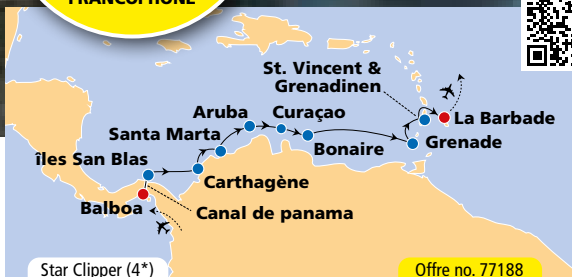 FRANCOPHONE
St. Vincent &
Grenadinen
Aruba
Curaçao
La Barbade
Santa Marta
Bonaire
Grenade
îles San Blas
Carthagène
Balboa
Canal de panama
Star Clipper (4*)
Offre no. 77188